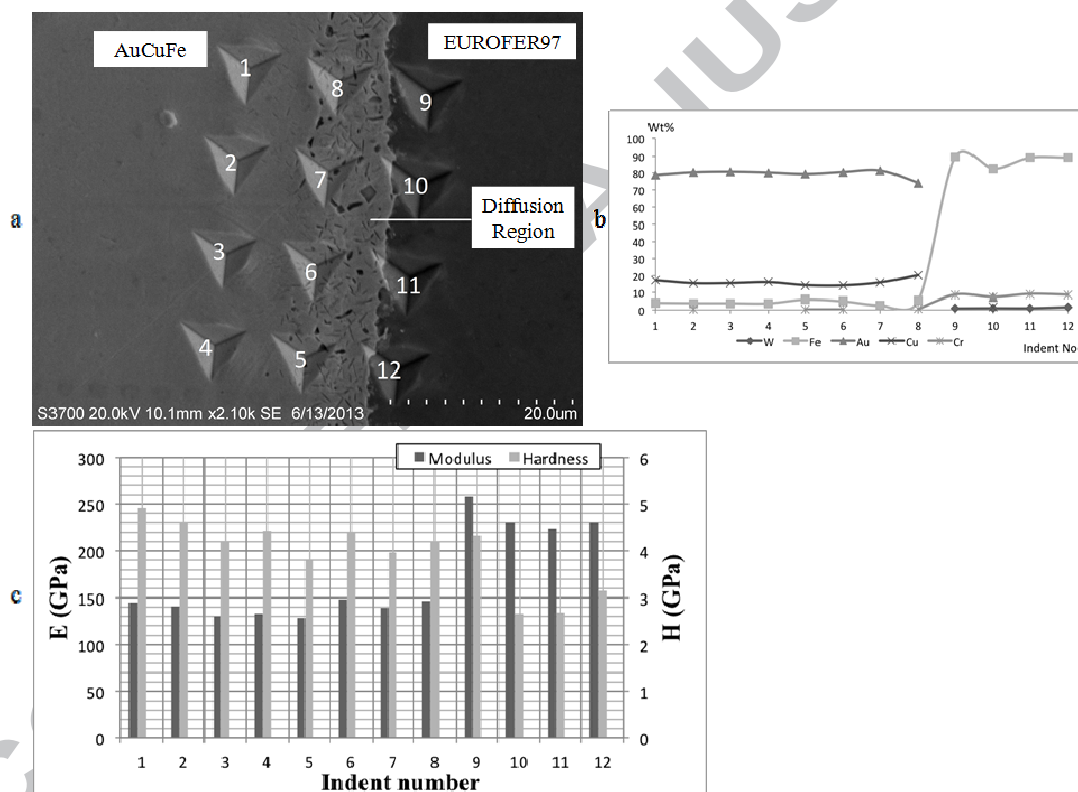 AuCuFe
EUROFER97
1
8
9
2
7
10
Diffusion
Region
3
6
11
4
5
12
S3700 20.0kV 10.1mm x2.10k SE 6/13/2013
20.0um
a
b
Wt%
100
90
80
70
60
50
40
30
20
10
0
1 2 3 4 5 6 7 8 9 10 11 12
W Fe Au Cu Cr
Indent No
c
Modulus Hardness
E (GPa)
300
250
200
150
100
50
0
H (GPa)
6
5
4
3
2
1
0
1 2 3 4 5 6 7 8 9 10 11 12
Indent number